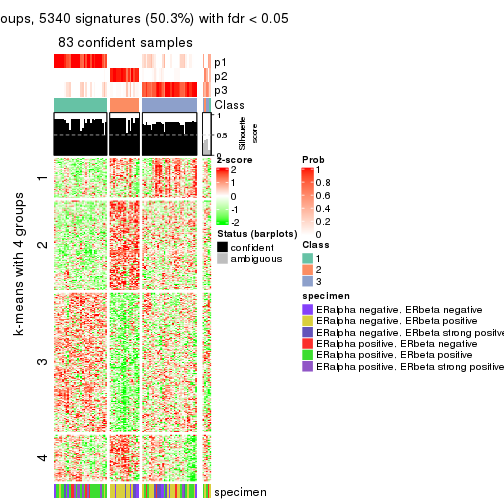 oups, 5340 signatures (50.3%) with fdr < 0.05
83 confident samples
p1
p2
p3
Class
1
0.5
0
Silhouette
score
k-means with 4 groups
1
2
3
4
specimen
z-score
2
1
0
-1
-2
Status (barplots)
confident
ambiguous
Prob
1
0.8
0.6
0.4
0.2
0
Class
1
2
3
specimen
ERalpha negative. ERbeta negative
ERalpha negative. ERbeta positive
ERalpha negative. ERbeta strong positive
ERalpha positive. ERbeta negative
ERalpha positive. ERbeta positive
ERalpha positive. ERbeta strong positive